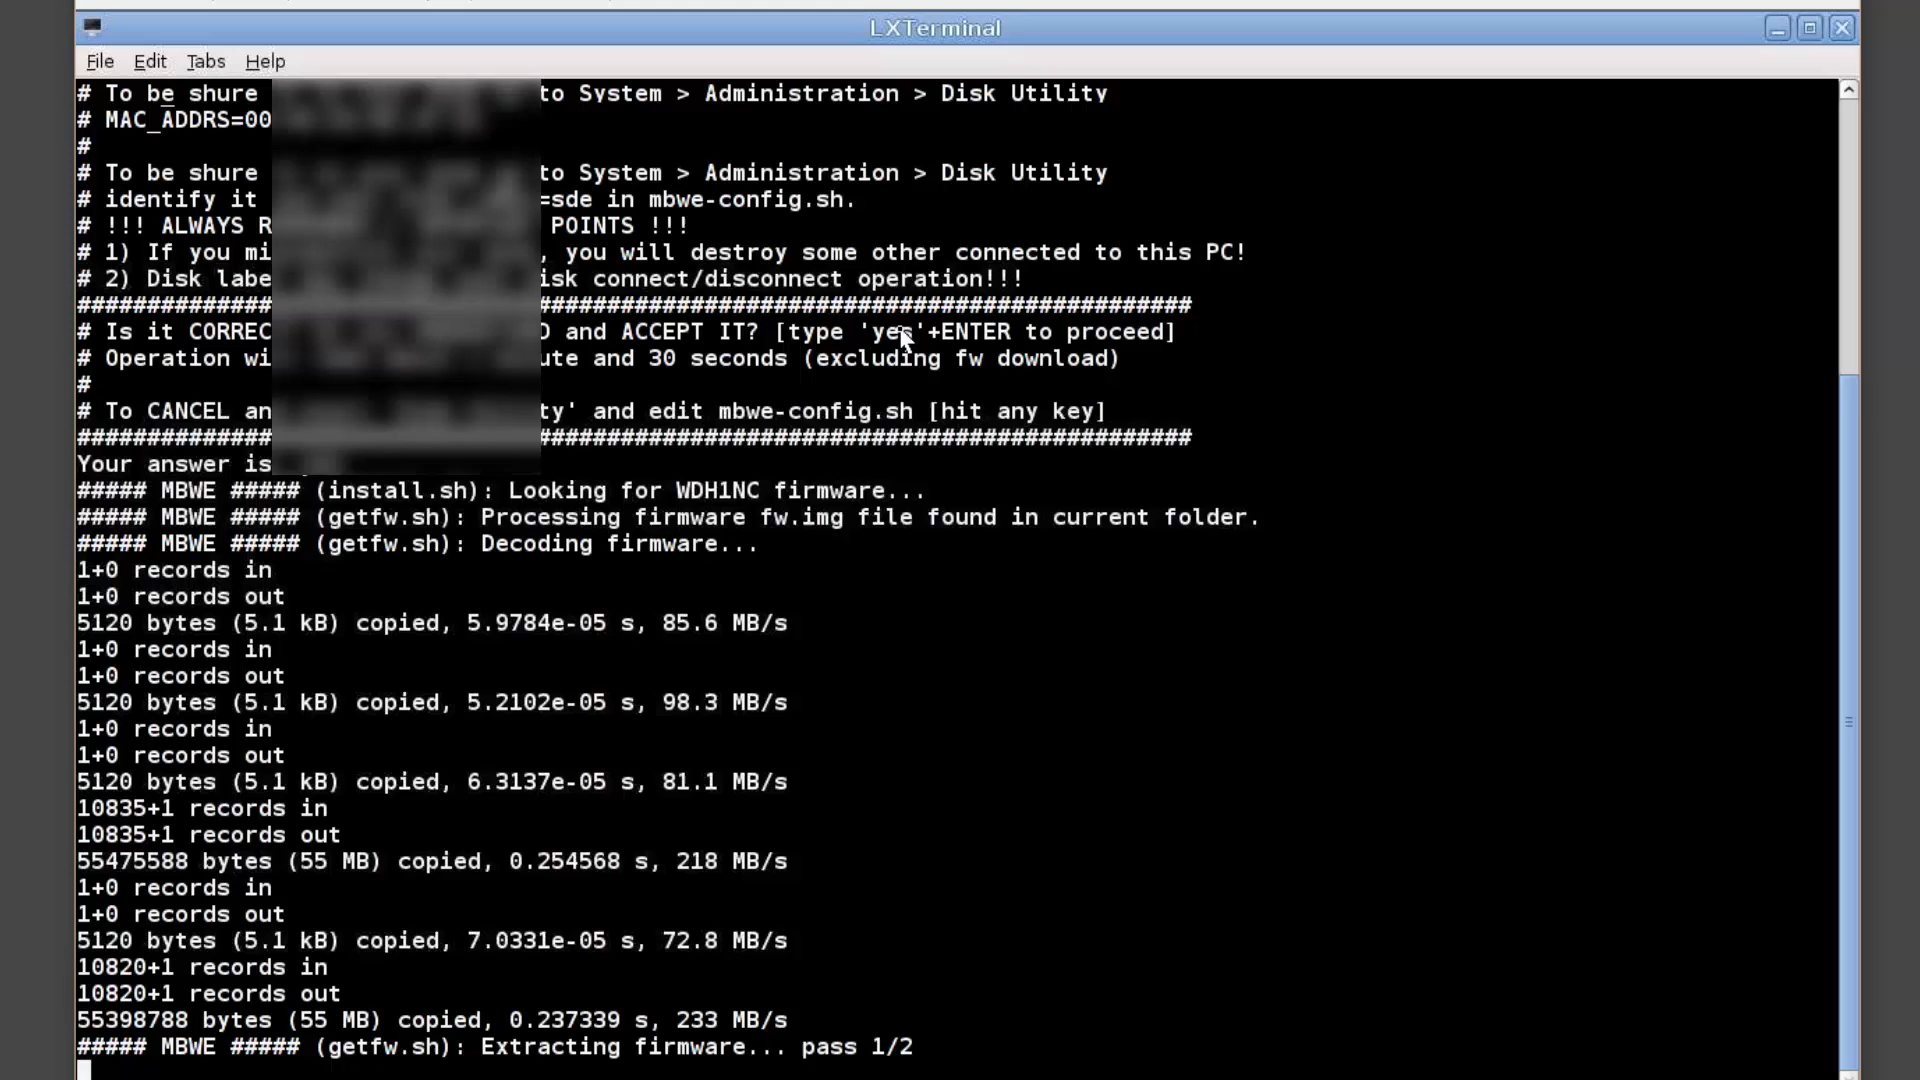 LXTerminal
File Edit Tabs Help
# To be shure to System > Administration > Disk Utility
# MAC_ADDRS=00
#
# To be shure to System > Administration > Disk Utility
# identify it =sde in mbwe-config.sh.
# !!! ALWAYS R POINTS !!!
# 1) If you mi , you will destroy some other connected to this PC!
# 2) Disk labe isk connect/disconnect operation!!!
################################################################################
# Is it CORREC D and ACCEPT IT? [type 'yes'+ENTER to proceed]
# Operation wi ute and 30 seconds (excluding fw download)
#
# To CANCEL an ty' and edit mbwe-config.sh [hit any key]
################################################################################
Your answer is
##### MBWE ##### (install.sh): Looking for WDH1NC firmware...
##### MBWE ##### (getfw.sh): Processing firmware fw.img file found in current folder.
##### MBWE ##### (getfw.sh): Decoding firmware...
1+0 records in
1+0 records out
5120 bytes (5.1 kB) copied, 5.9784e-05 s, 85.6 MB/s
1+0 records in
1+0 records out
5120 bytes (5.1 kB) copied, 5.2102e-05 s, 98.3 MB/s
1+0 records in
1+0 records out
5120 bytes (5.1 kB) copied, 6.3137e-05 s, 81.1 MB/s
10835+1 records in
10835+1 records out
55475588 bytes (55 MB) copied, 0.254568 s, 218 MB/s
1+0 records in
1+0 records out
5120 bytes (5.1 kB) copied, 7.0331e-05 s, 72.8 MB/s
10820+1 records in
10820+1 records out
55398788 bytes (55 MB) copied, 0.237339 s, 233 MB/s
##### MBWE ##### (getfw.sh): Extracting firmware... pass 1/2